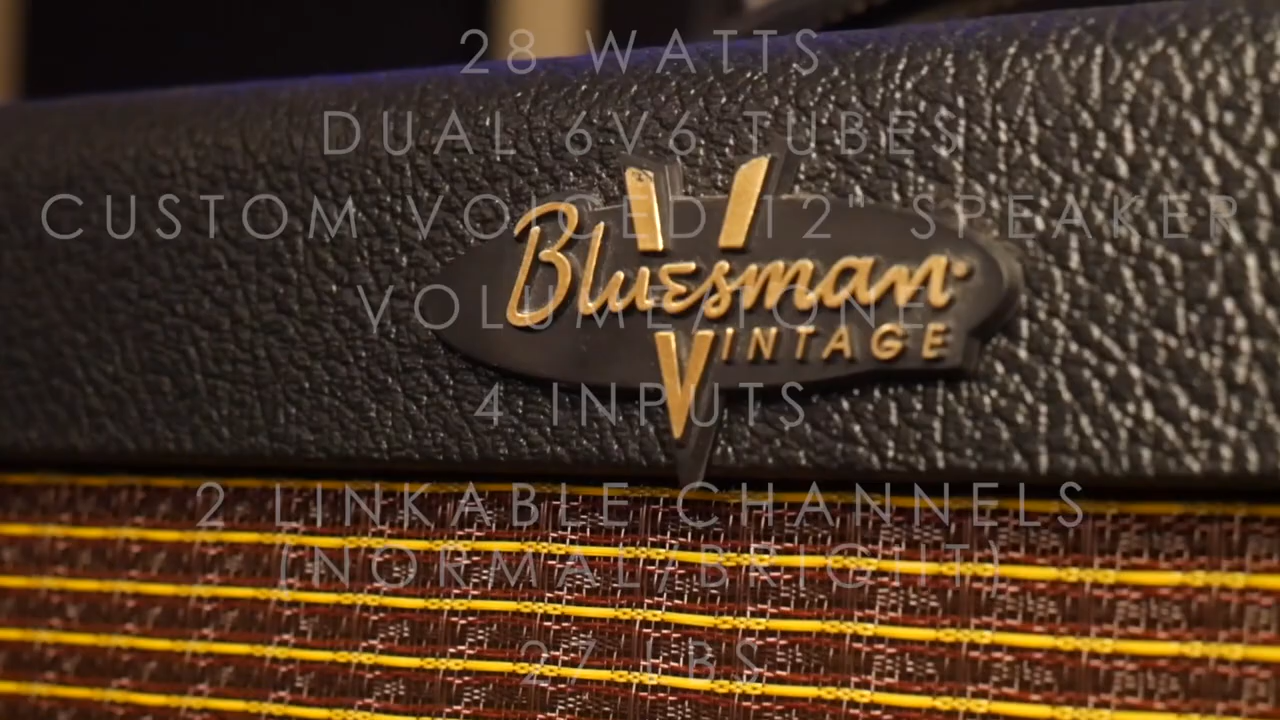 28 WATTS
DUAL 6V6 TUBES
CUSTOM VOICED 12" SPEAKER
Bluesman
VINTAGE
VOLUME/TONE
4 INPUTS
2 LINKABLE CHANNELS
(NORMAL/BRIGHT)
27 LBS